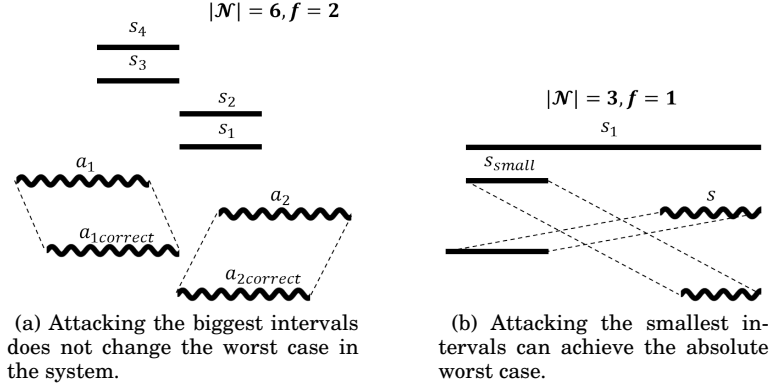 |𝒩| = 6, f = 2
s₄
s₃
s₂
s₁
a₁
a₂
a₁correct
a₂correct
(a) Attacking the biggest intervals
does not change the worst case in
the system.
|𝒩| = 3, f = 1
s₁
s_small
s
(b) Attacking the smallest in-
tervals can achieve the absolute
worst case.